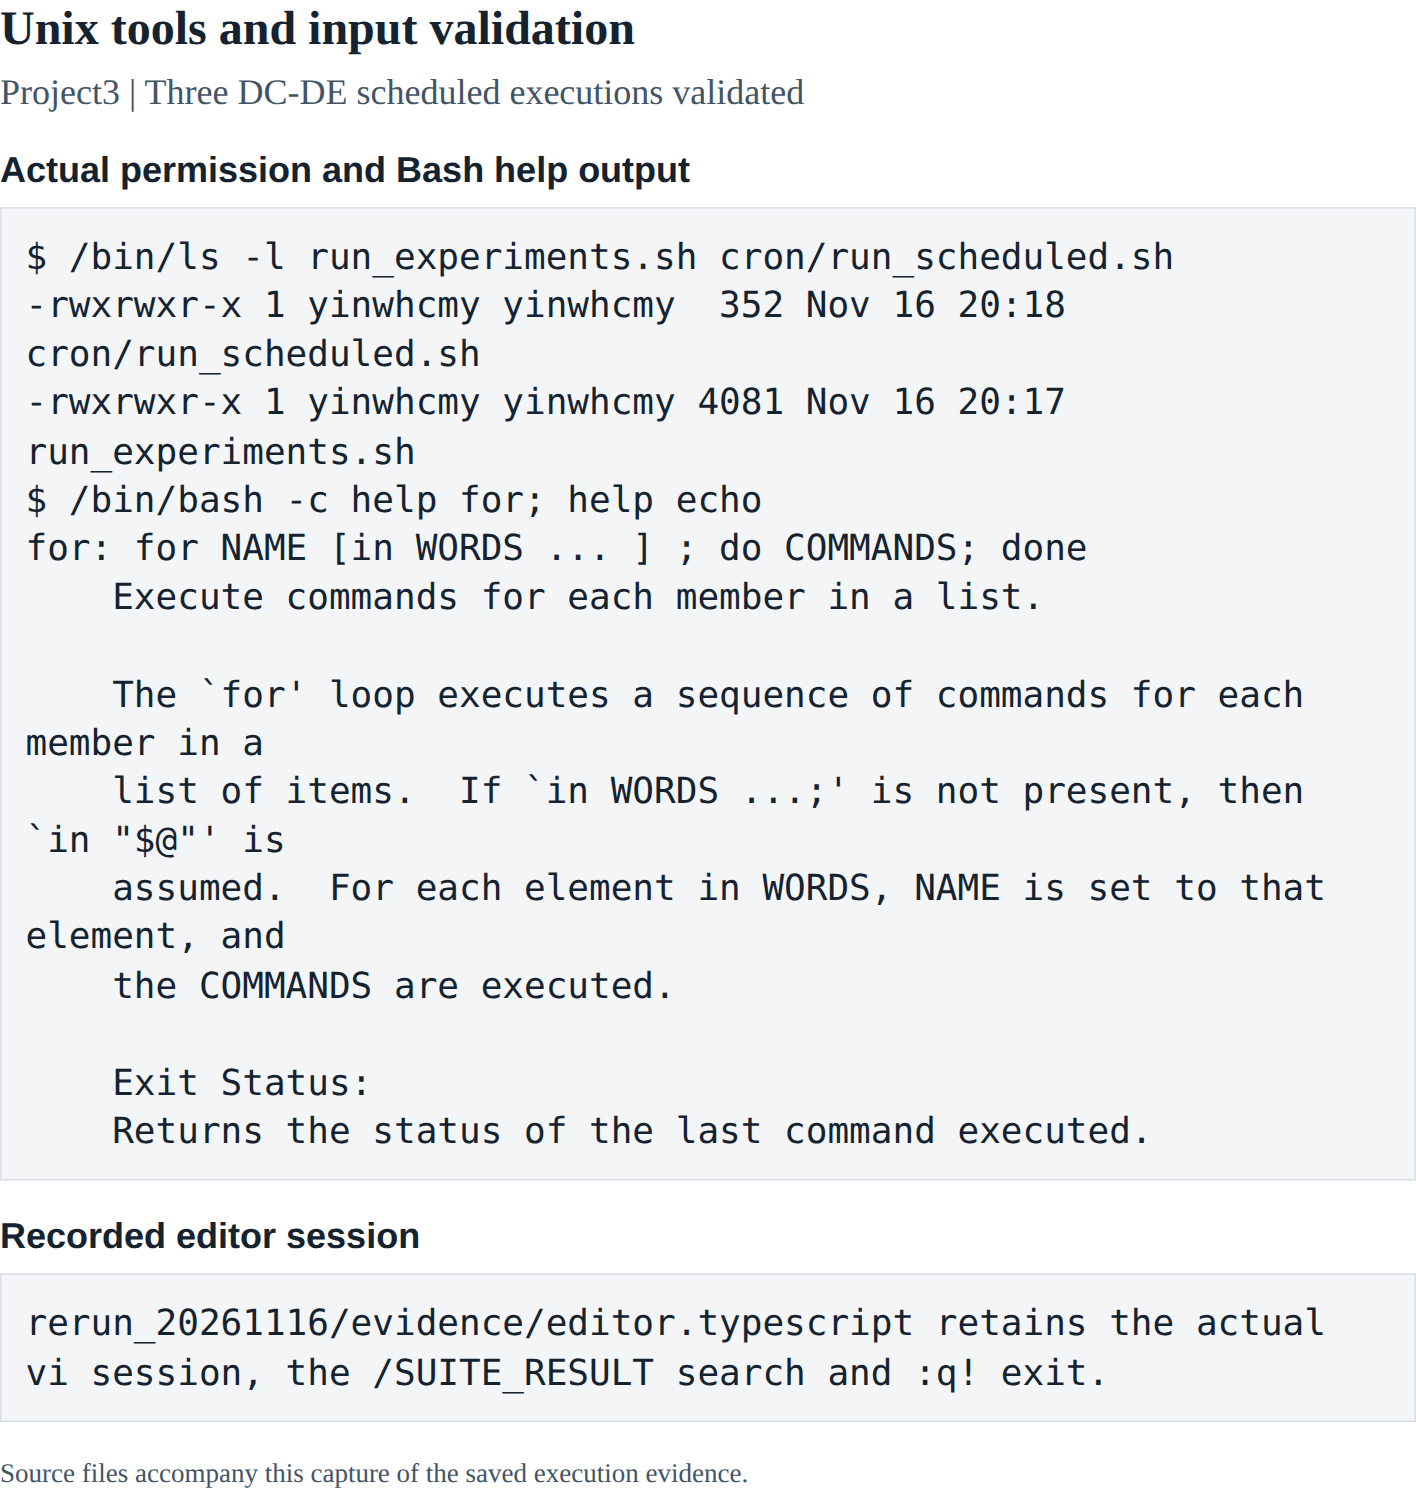 Unix tools and input validation
Project3 | Three DC-DE scheduled executions validated
Actual permission and Bash help output
$ /bin/ls -l run_experiments.sh cron/run_scheduled.sh
-rwxrwxr-x 1 yinwhcmy yinwhcmy  352 Nov 16 20:18
cron/run_scheduled.sh
-rwxrwxr-x 1 yinwhcmy yinwhcmy 4081 Nov 16 20:17
run_experiments.sh
$ /bin/bash -c help for; help echo
for: for NAME [in WORDS ... ] ; do COMMANDS; done
    Execute commands for each member in a list.

    The `for' loop executes a sequence of commands for each
member in a
    list of items.  If `in WORDS ...;' is not present, then
`in "$@"' is
    assumed.  For each element in WORDS, NAME is set to that
element, and
    the COMMANDS are executed.

    Exit Status:
    Returns the status of the last command executed.
Recorded editor session
rerun_20261116/evidence/editor.typescript retains the actual
vi session, the /SUITE_RESULT search and :q! exit.
Source files accompany this capture of the saved execution evidence.